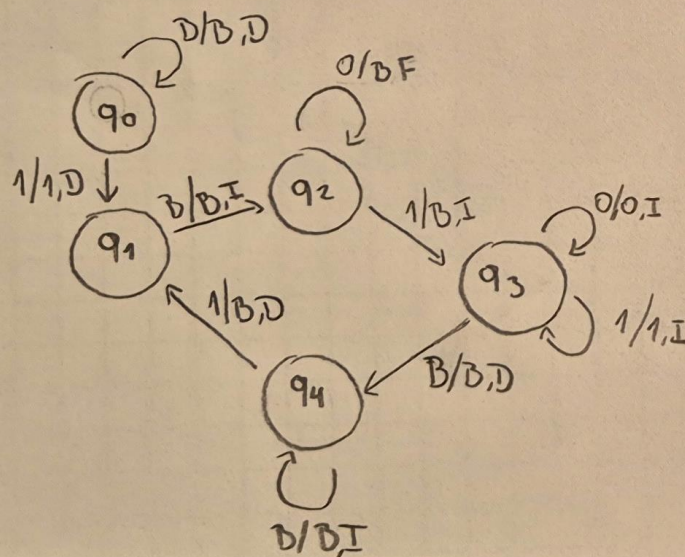 B/B,D
q0
1/1,D
q1
B/B,I
0/B,F
q2
1/B,I
0/0,I
q3
1/1,I
1/B,D
B/B,D
q4
B/B,I